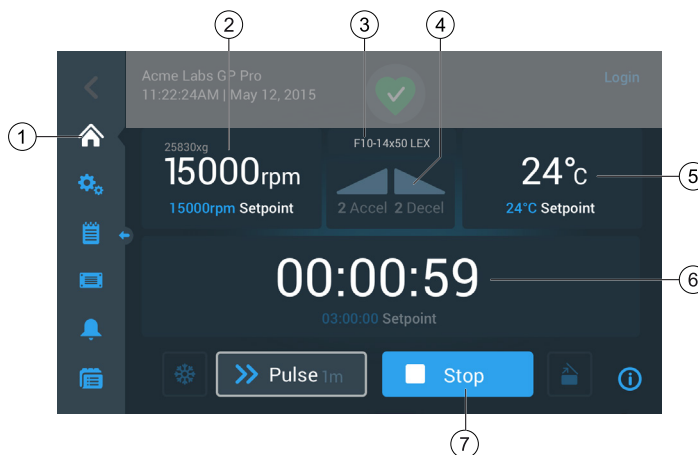 1
2
3
4
5
6
7
Acme Labs GP Pro
11:22:24AM | May 12, 2015
Login
25830xg
15000rpm
15000rpm Setpoint
F10-14x50 LEX
2 Accel 2 Decel
24°C
24°C Setpoint
00:00:59
03:00:00 Setpoint
Pulse 1m
Stop